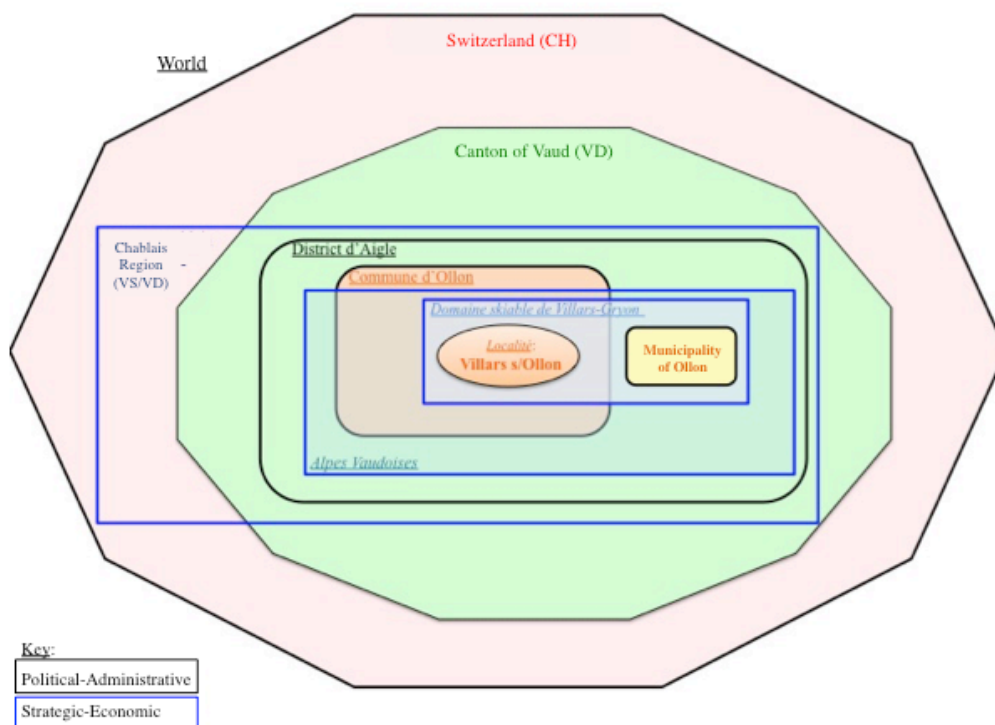 Switzerland (CH)
World
Canton of Vaud (VD)
Chablais
Region -
(VS/VD)
District d'Aigle
Commune d'Ollon
Domaine skiable de Villars-Gryon
Localité:
Villars s/Ollon
Municipality
of Ollon
Alpes Vaudoises
Key:
Political-Administrative
Strategic-Economic